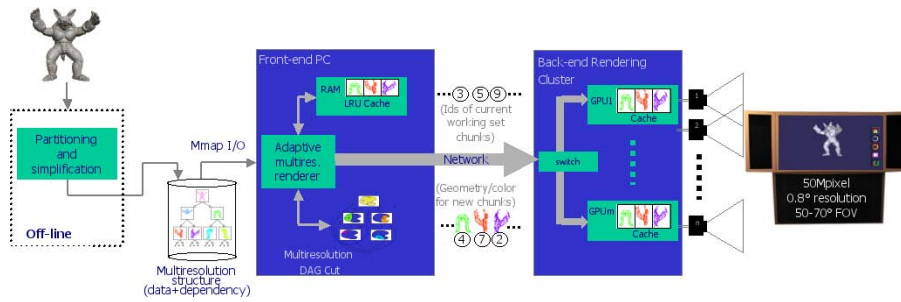 Partitioning
and
simplification
Off-line
Mmap I/O
Multiresolution
structure
(data+dependency)
Front-end PC
RAM
LRU Cache
Adaptive
multires.
renderer
Multiresolution
DAG Cut
3 5 9
(Ids of current
working set
chunks)
Network
(Geometry/color
for new chunks)
4 7 2
Back-end Rendering
Cluster
GPU1
Cache
switch
GPUm
Cache
1
2
n
50Mpixel
0.8° resolution
50-70° FOV